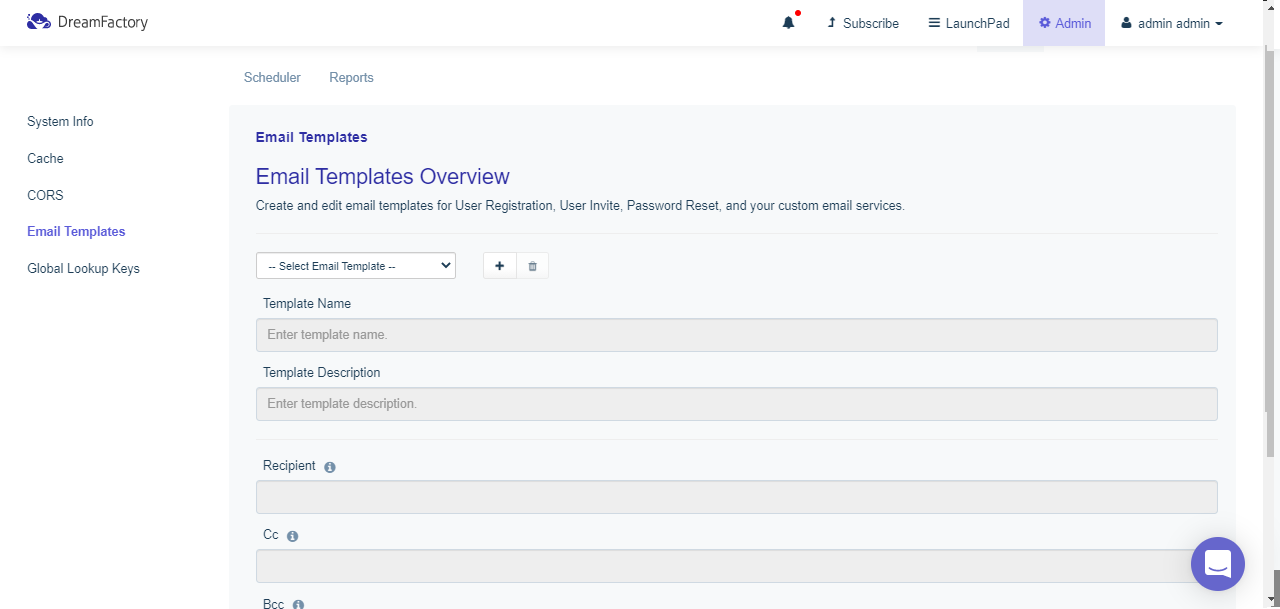 DreamFactory
Subscribe
LaunchPad
Admin
admin admin
Scheduler
Reports
System Info
Cache
CORS
Email Templates
Global Lookup Keys
Email Templates
Email Templates Overview
Create and edit email templates for User Registration, User Invite, Password Reset, and your custom email services.
-- Select Email Template --
Template Name
Enter template name.
Template Description
Enter template description.
Recipient
Cc
Bcc